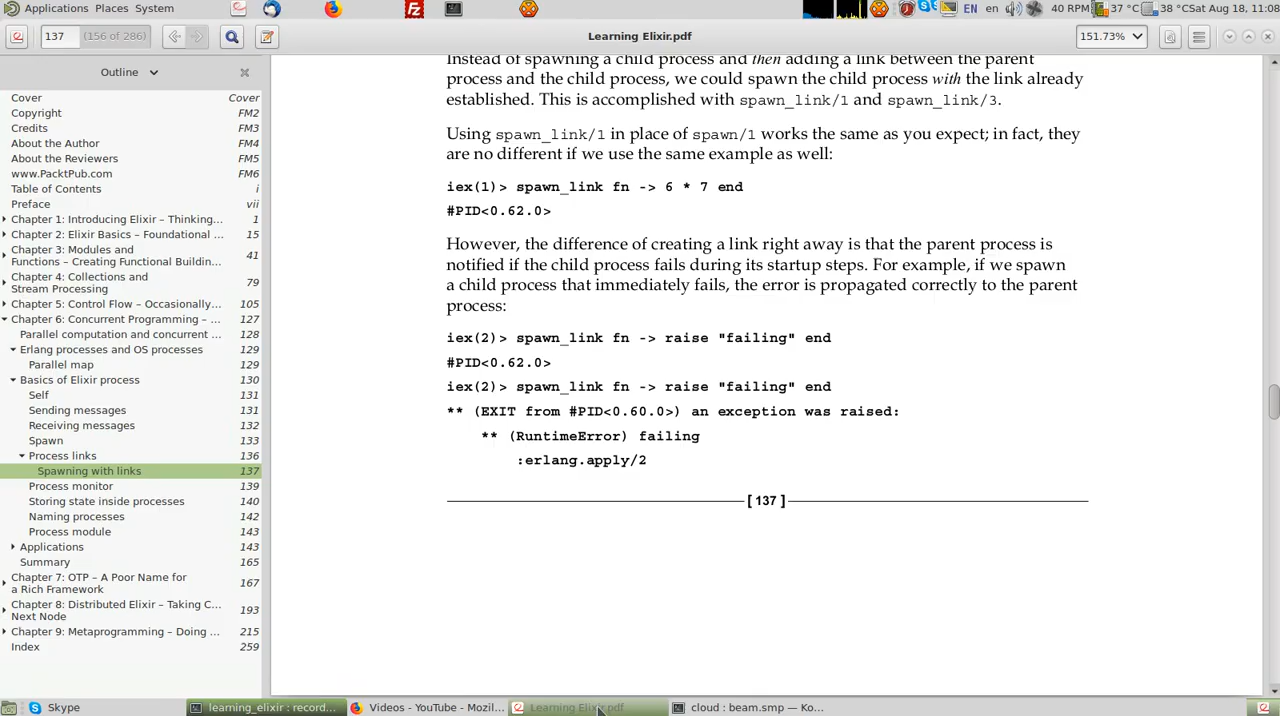 Applications Places System
EN en 40 RPM 37 °C 38 °C Sat Aug 18, 11:08
137 (156 of 286) Learning Elixir.pdf 151.73%
Outline
Cover Cover
Copyright FM2
Credits FM3
About the Author FM4
About the Reviewers FM5
www.PacktPub.com FM6
Table of Contents i
Preface vii
Chapter 1: Introducing Elixir – Thinking... 1
Chapter 2: Elixir Basics – Foundational ... 15
Chapter 3: Modules and
Functions – Creating Functional Buildin... 41
Chapter 4: Collections and
Stream Processing 79
Chapter 5: Control Flow – Occasionally... 105
Chapter 6: Concurrent Programming – ... 127
Parallel computation and concurrent ... 128
Erlang processes and OS processes 129
Parallel map 129
Basics of Elixir process 130
Self 131
Sending messages 131
Receiving messages 132
Spawn 133
Process links 136
Spawning with links 137
Process monitor 139
Storing state inside processes 140
Naming processes 142
Process module 143
Applications 143
Summary 165
Chapter 7: OTP – A Poor Name for
a Rich Framework 167
Chapter 8: Distributed Elixir – Taking C...
Next Node 193
Chapter 9: Metaprogramming – Doing ... 215
Index 259
Instead of spawning a child process and then adding a link between the parent
process and the child process, we could spawn the child process with the link already
established. This is accomplished with spawn_link/1 and spawn_link/3.
Using spawn_link/1 in place of spawn/1 works the same as you expect; in fact, they
are no different if we use the same example as well:
iex(1)> spawn_link fn -> 6 * 7 end
#PID<0.62.0>
However, the difference of creating a link right away is that the parent process is
notified if the child process fails during its startup steps. For example, if we spawn
a child process that immediately fails, the error is propagated correctly to the parent
process:
iex(2)> spawn_link fn -> raise "failing" end
#PID<0.62.0>
iex(2)> spawn_link fn -> raise "failing" end
** (EXIT from #PID<0.60.0>) an exception was raised:
** (RuntimeError) failing
:erlang.apply/2
[ 137 ]
Skype learning_elixir : record... Videos - YouTube - Mozil... Learning Elixir.pdf cloud : beam.smp — Ko...